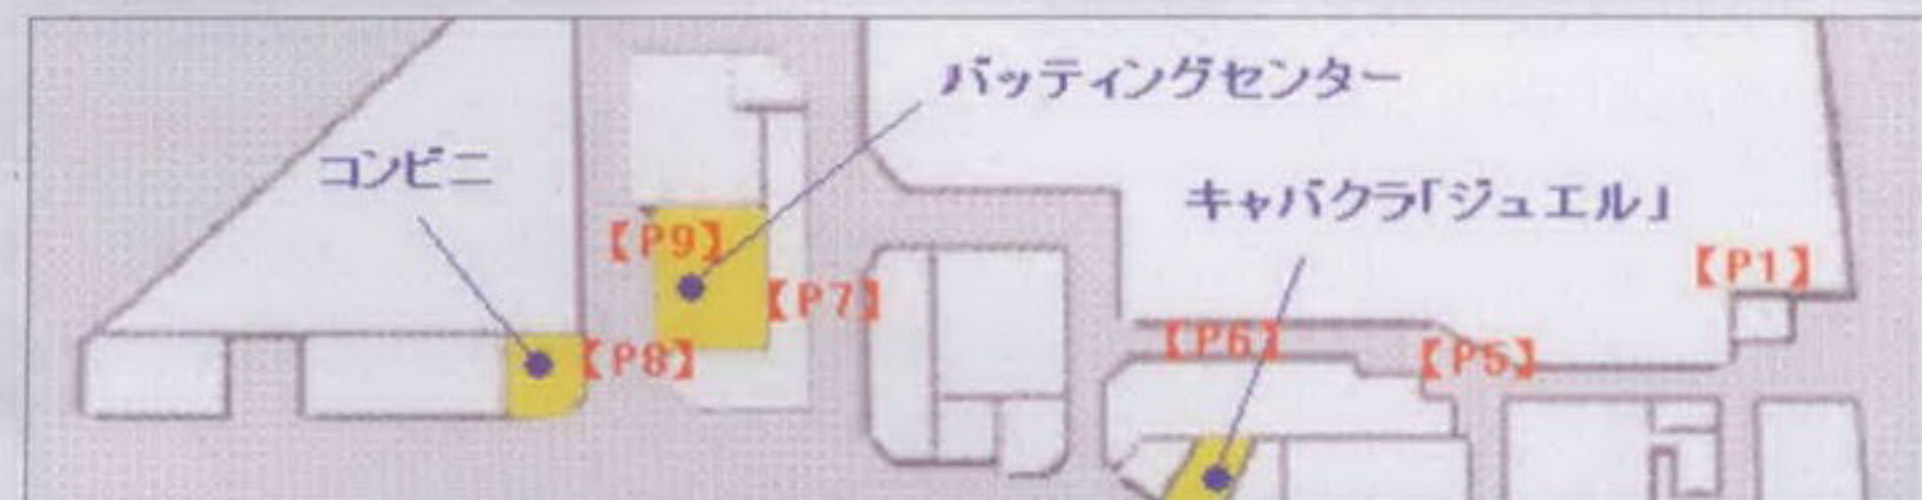 バッティングセンター
コンビニ
キャバクラ「ジュエル」
【P9】
【P1】
【P7】
【P6】
【P8】
【P5】